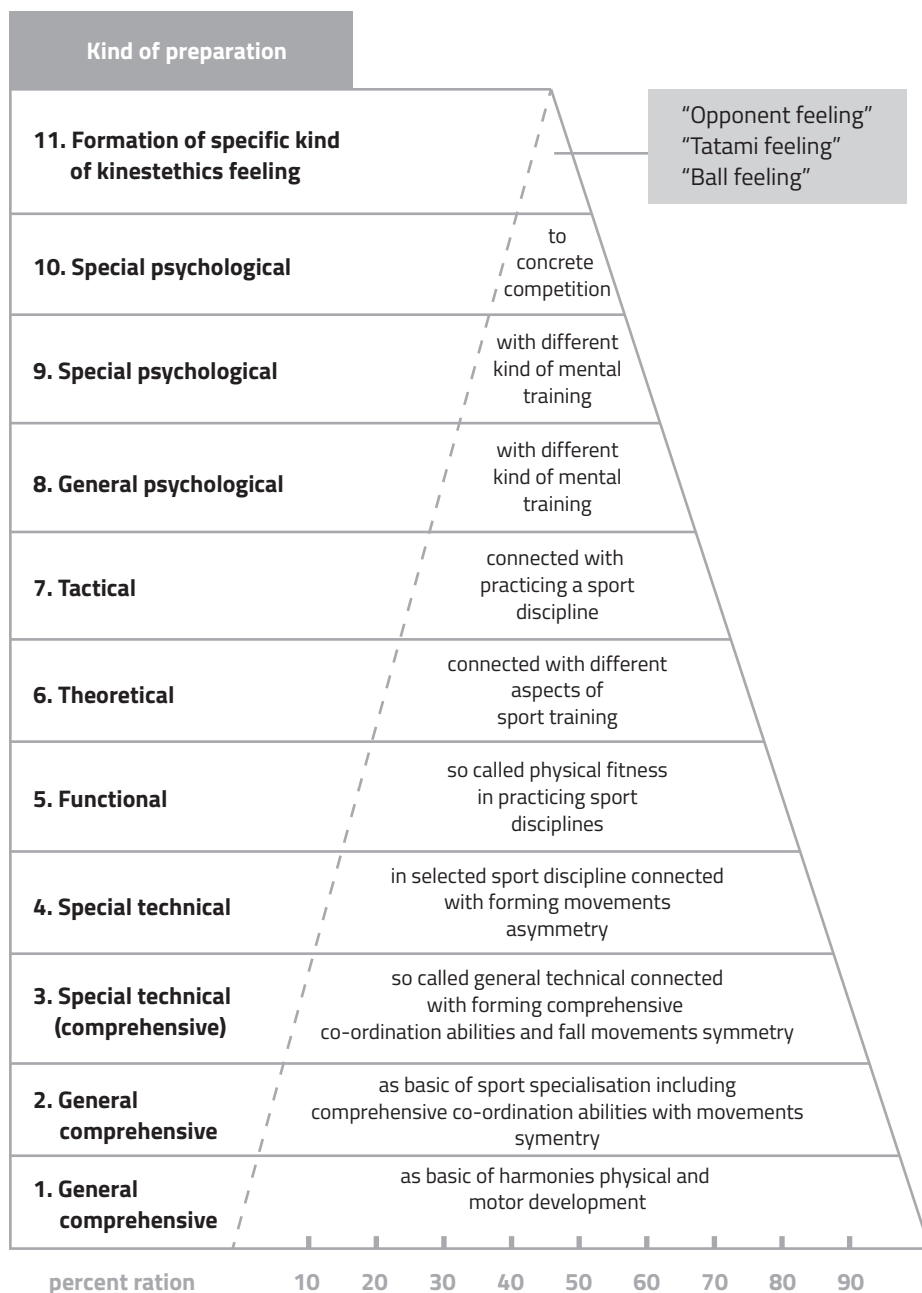 Kind of preparation
11. Formation of specific kind
of kinestethics feeling
"Opponent feeling"
"Tatami feeling"
"Ball feeling"
10. Special psychological
to
concrete
competition
9. Special psychological
with different
kind of mental
training
8. General psychological
with different
kind of mental
training
7. Tactical
connected with
practicing a sport
discipline
6. Theoretical
connected with different
aspects of
sport training
5. Functional
so called physical fitness
in practicing sport
disciplines
4. Special technical
in selected sport discipline connected
with forming movements
asymmetry
3. Special technical
(comprehensive)
so called general technical connected
with forming comprehensive
co-ordination abilities and fall movements symmetry
2. General
comprehensive
as basic of sport specialisation including
comprehensive co-ordination abilities with movements
symentry
1. General
comprehensive
as basic of harmonies physical and
motor development
percent ration 10 20 30 40 50 60 70 80 90